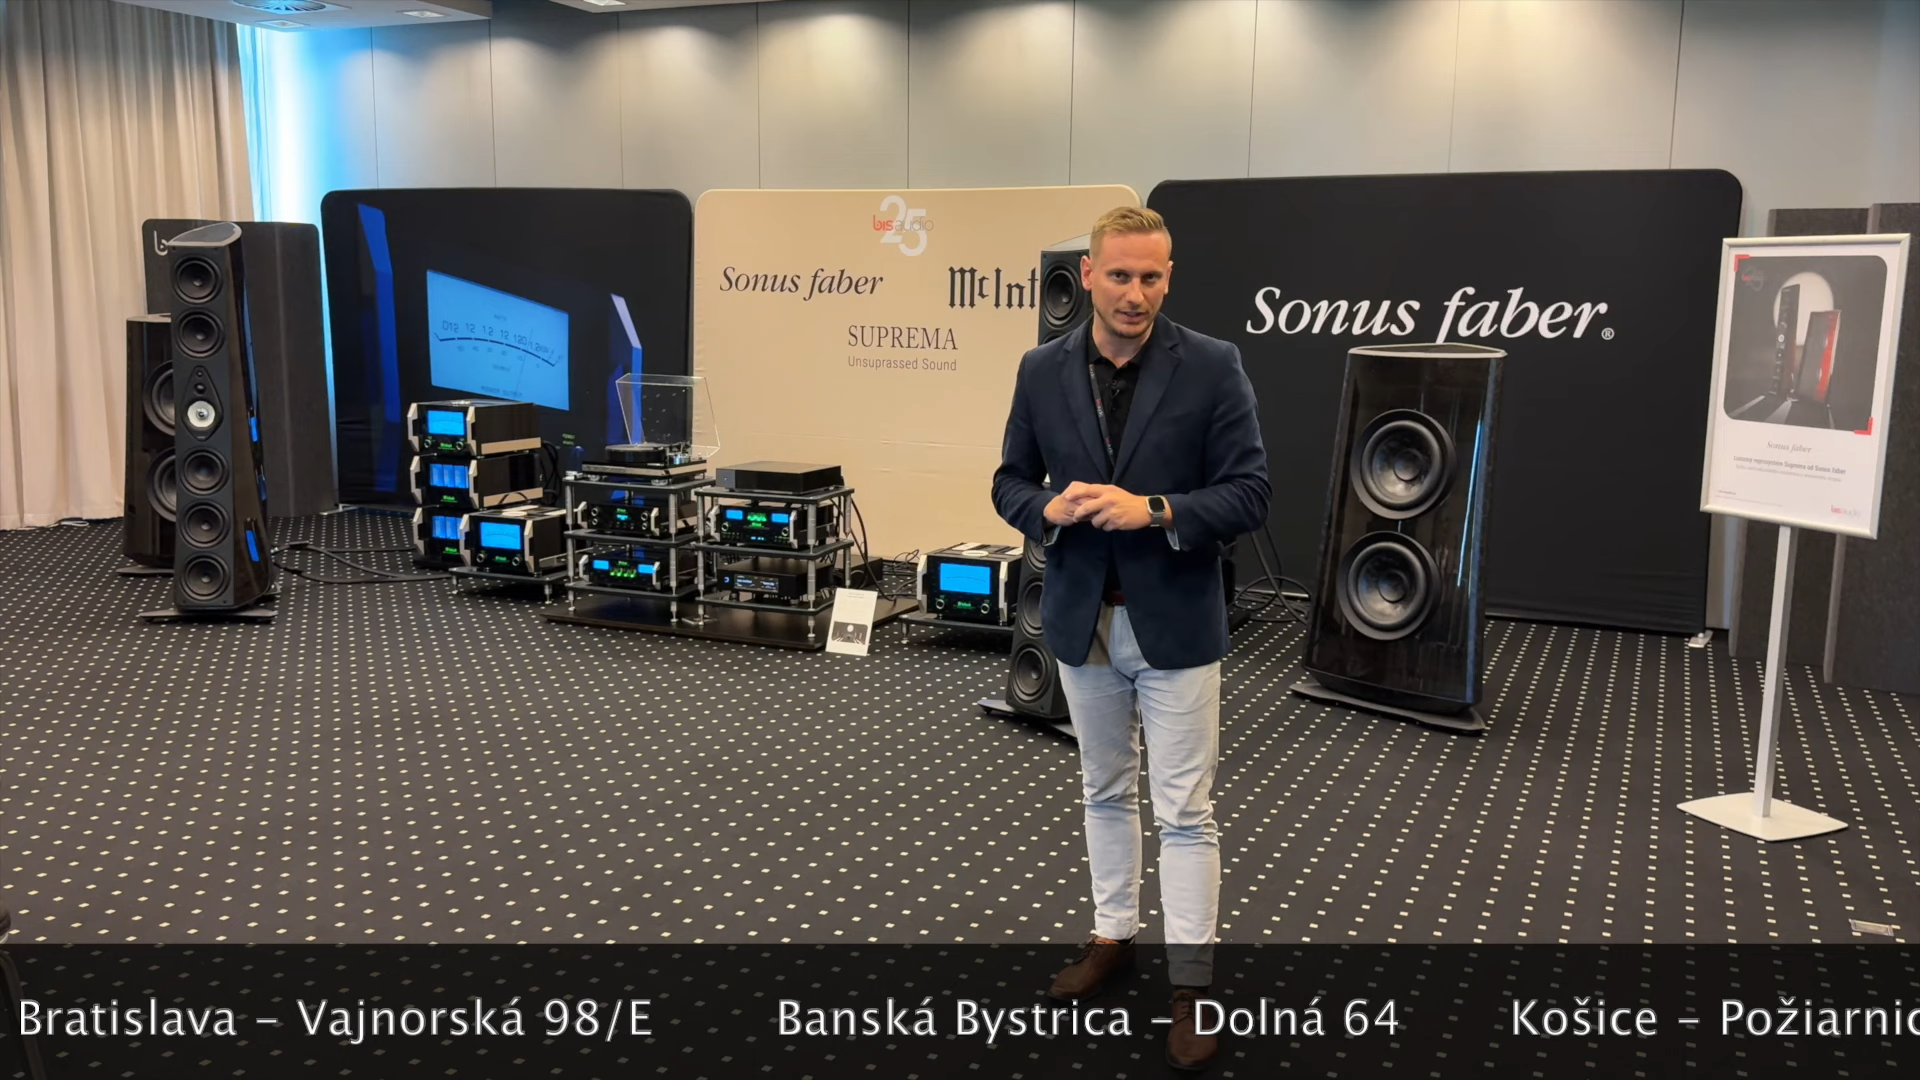 25
bisaudio
Sonus faber
McInt
SUPREMA
Unsuprassed Sound
Sonus faber®
Sonus faber
Bratislava – Vajnorská 98/E Banská Bystrica – Dolná 64 Košice – Požiarnic